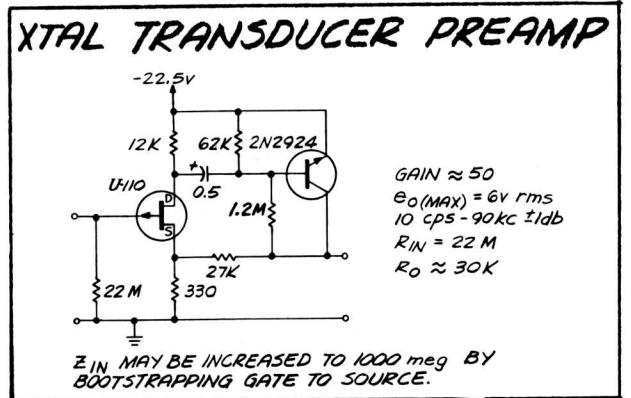 XTAL TRANSDUCER PREAMP
-22.5v
12K
62K
2N2924
U-110
D
S
+
0.5
1.2M
27K
22 M
330
GAIN ≈ 50
eo(MAX) = 6v rms
10 cps - 90kc ±1db
RIN = 22 M
Ro ≈ 30K
ZIN MAY BE INCREASED TO 1000 meg BY
BOOTSTRAPPING GATE TO SOURCE.